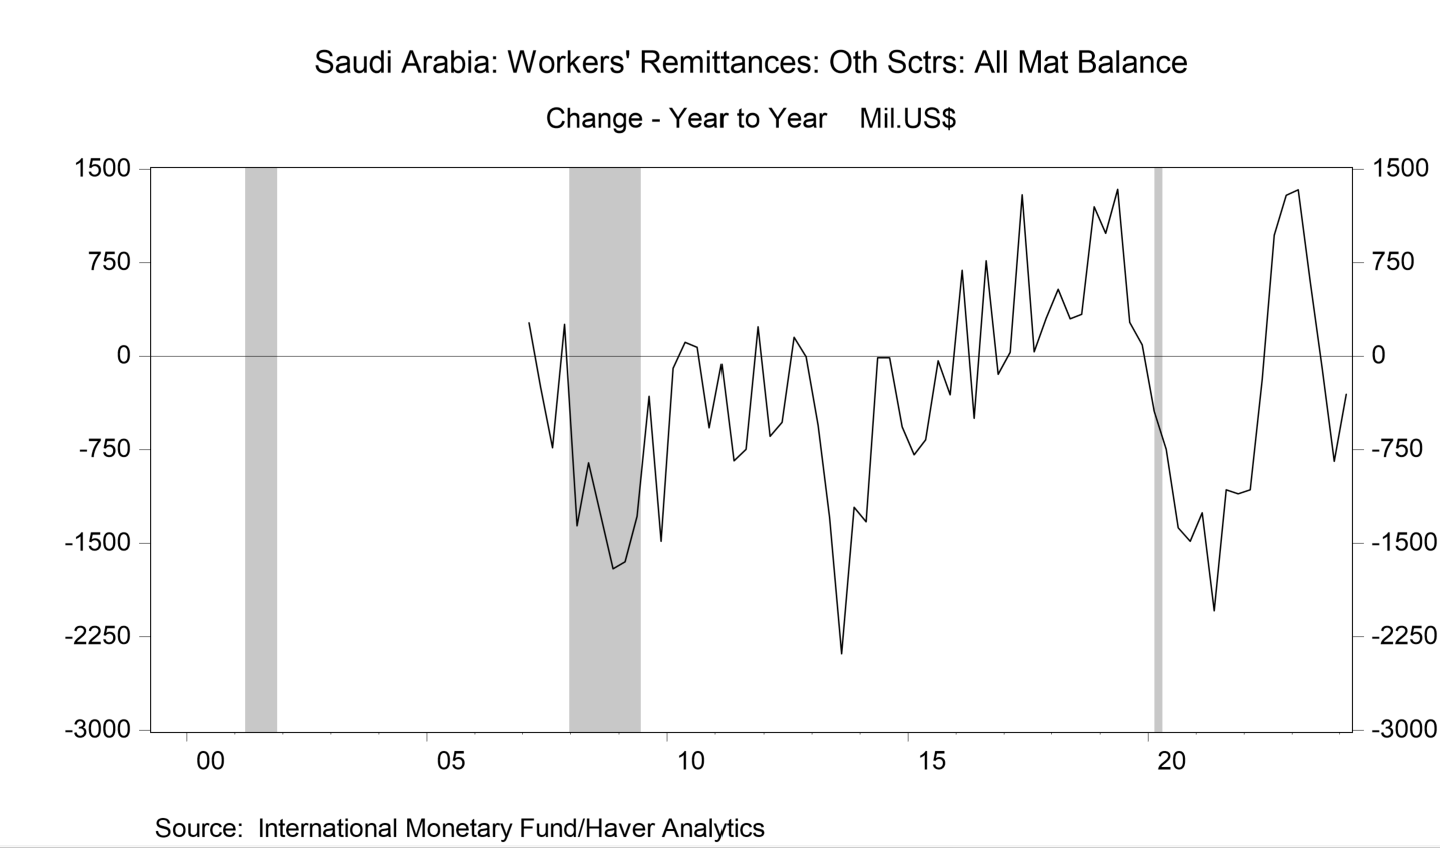 Saudi Arabia: Workers' Remittances: Oth Sctrs: All Mat Balance
Change - Year to Year Mil.US$
1500 1500
750 750
0 0
-750 -750
-1500 -1500
-2250 -2250
-3000 -3000
00 05 10 15 20
Source: International Monetary Fund/Haver Analytics